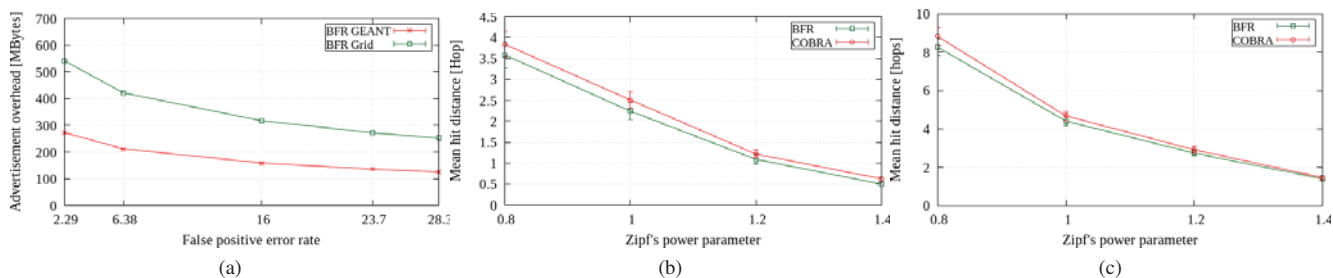 Advertisement overhead [MBytes]
700
600
500
400
300
200
100
0
BFR GEANT
BFR Grid
2.29
6.38
16
23.7
28.3
False positive error rate
(a)
Mean hit distance [Hop]
4.5
4
3.5
3
2.5
2
1.5
1
0.5
0
BFR
COBRA
0.8
1
1.2
1.4
Zipf's power parameter
(b)
Mean hit distance [hops]
10
8
6
4
2
0
BFR
COBRA
0.8
1
1.2
1.4
Zipf's power parameter
(c)